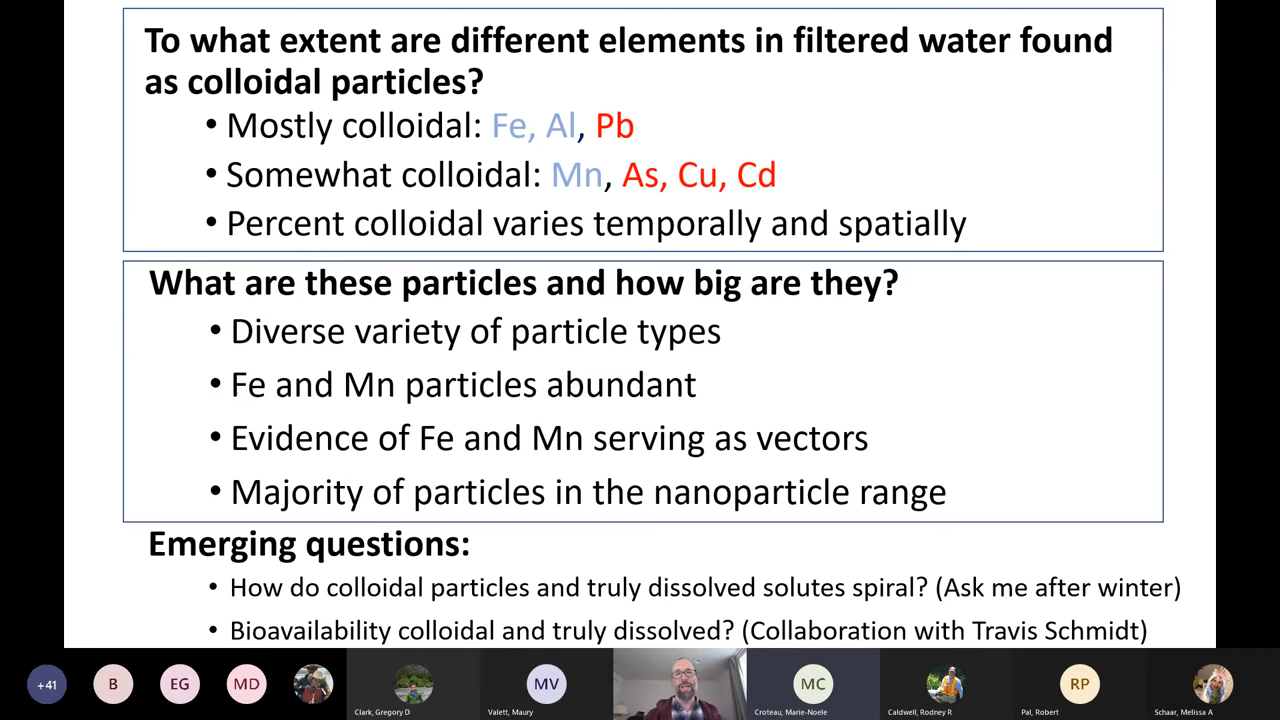 To what extent are different elements in filtered water found
as colloidal particles?
• Mostly colloidal: Fe, Al, Pb
• Somewhat colloidal: Mn, As, Cu, Cd
• Percent colloidal varies temporally and spatially
What are these particles and how big are they?
• Diverse variety of particle types
• Fe and Mn particles abundant
• Evidence of Fe and Mn serving as vectors
• Majority of particles in the nanoparticle range
Emerging questions:
• How do colloidal particles and truly dissolved solutes spiral? (Ask me after winter)
• Bioavailability colloidal and truly dissolved? (Collaboration with Travis Schmidt)
+41 B EG MD MV MC RP
Clark, Gregory D Valett, Maury Croteau, Marie-Noele Caldwell, Rodney R Pal, Robert Schaar, Melissa A